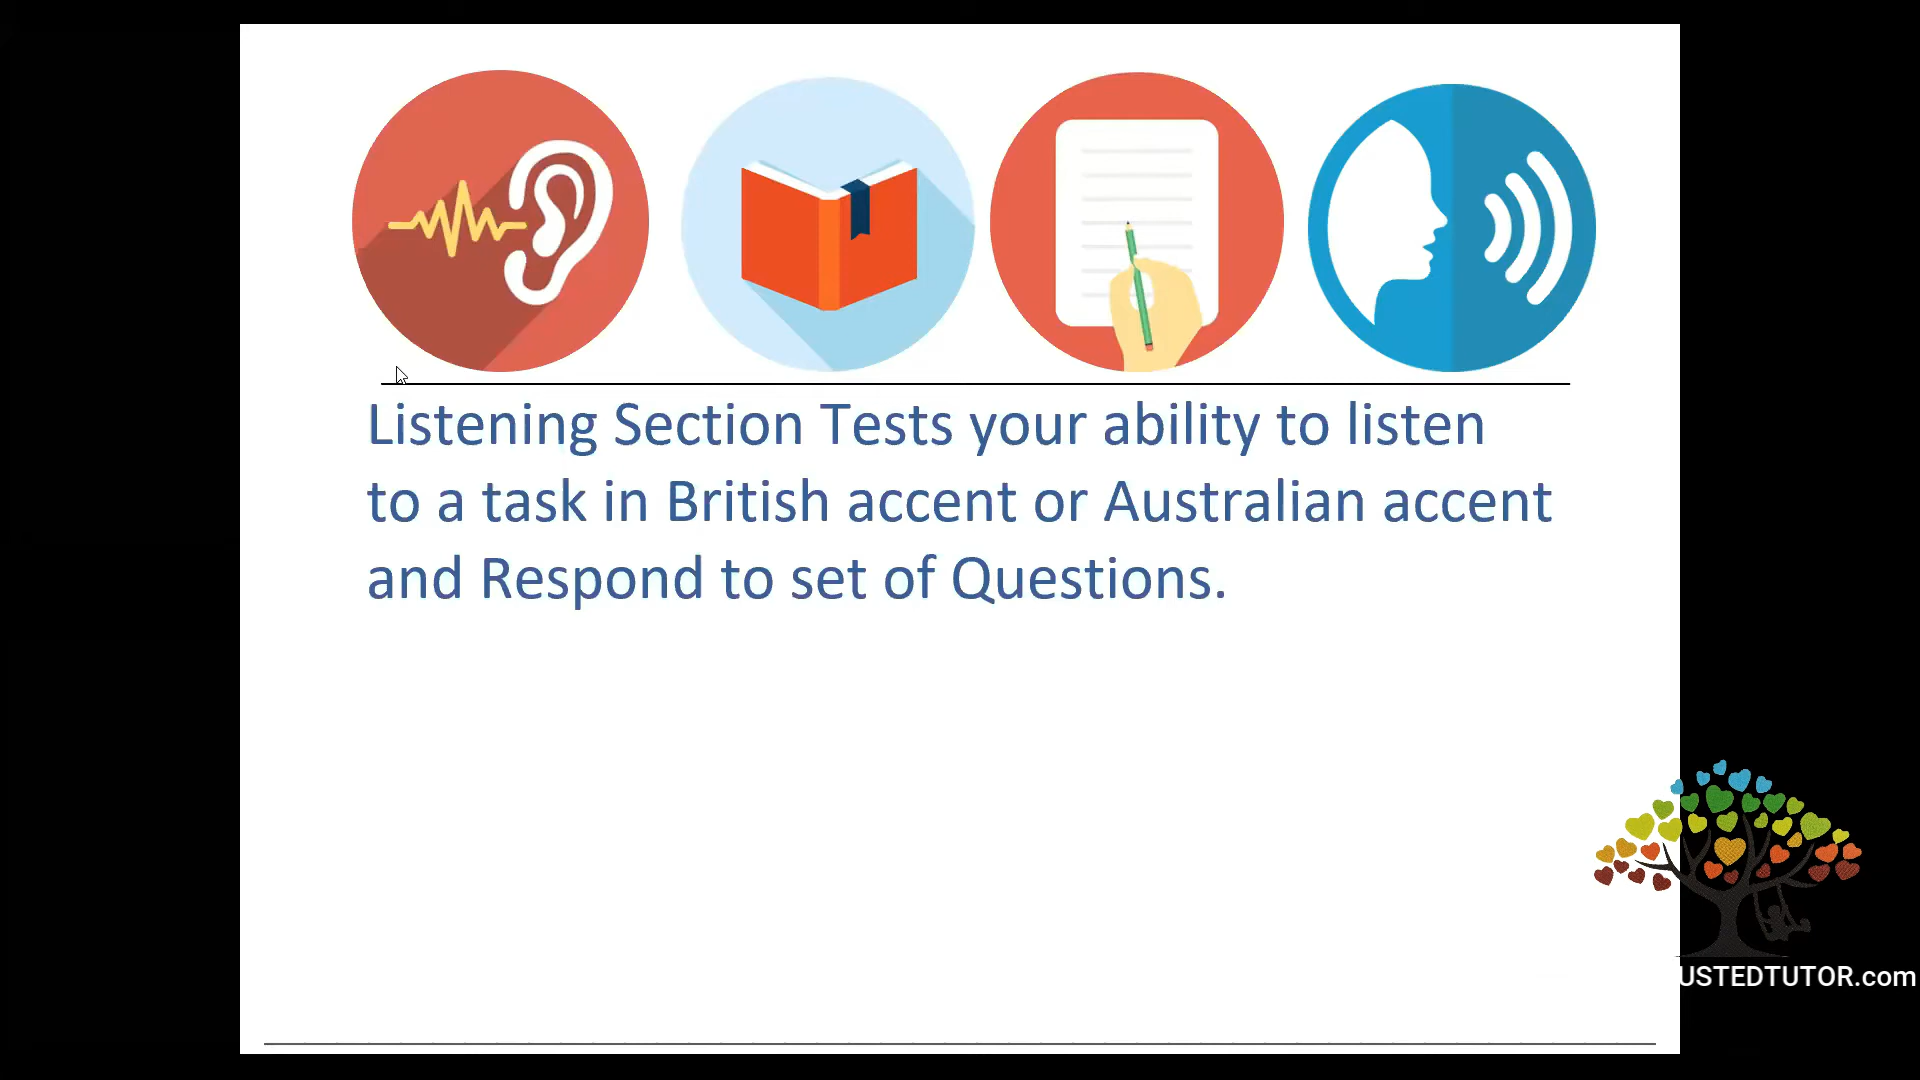 Listening Section Tests your ability to listen
to a task in British accent or Australian accent
and Respond to set of Questions.
USTEDTUTOR.com